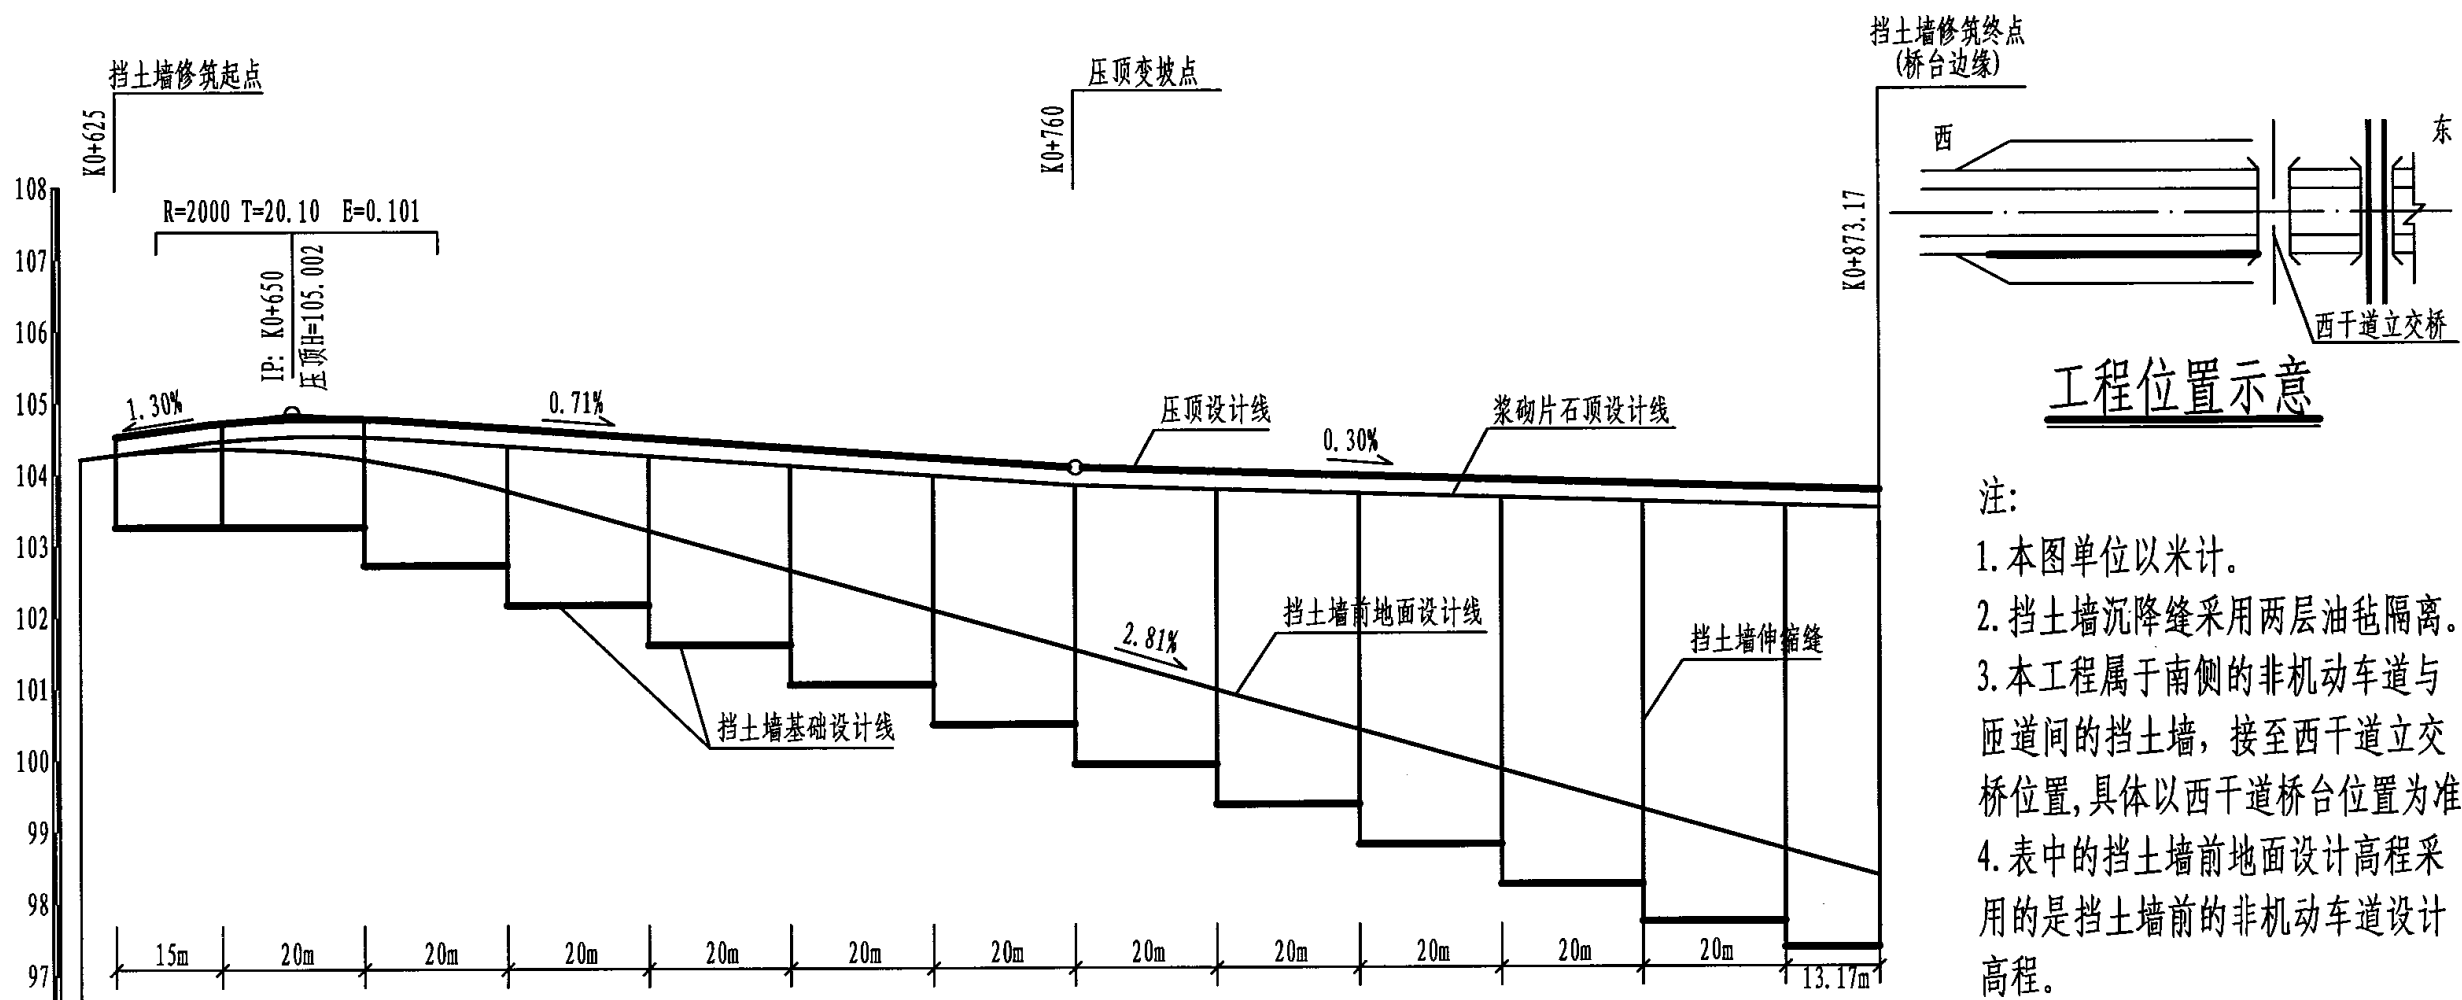 挡土墙修筑起点
K0+625
压顶变坡点
K0+760
挡土墙修筑终点
(桥台边缘)
K0+873.17
西
东
西干道立交桥
工程位置示意
R=2000 T=20.10 E=0.101
IP: K0+650
压顶H=105.002
108
107
106
105
104
103
102
101
100
99
98
97
1.30%
0.71%
压顶设计线
0.30%
浆砌片石顶设计线
挡土墙前地面设计线
2.81%
挡土墙伸缩缝
挡土墙基础设计线
15m
20m
20m
20m
20m
20m
20m
20m
20m
20m
20m
20m
13.17m
注:
1.本图单位以米计。
2.挡土墙沉降缝采用两层油毡隔离。
3.本工程属于南侧的非机动车道与
匝道间的挡土墙，接至西干道立交
桥位置,具体以西干道桥台位置为准
4.表中的挡土墙前地面设计高程采
用的是挡土墙前的非机动车道设计
高程。